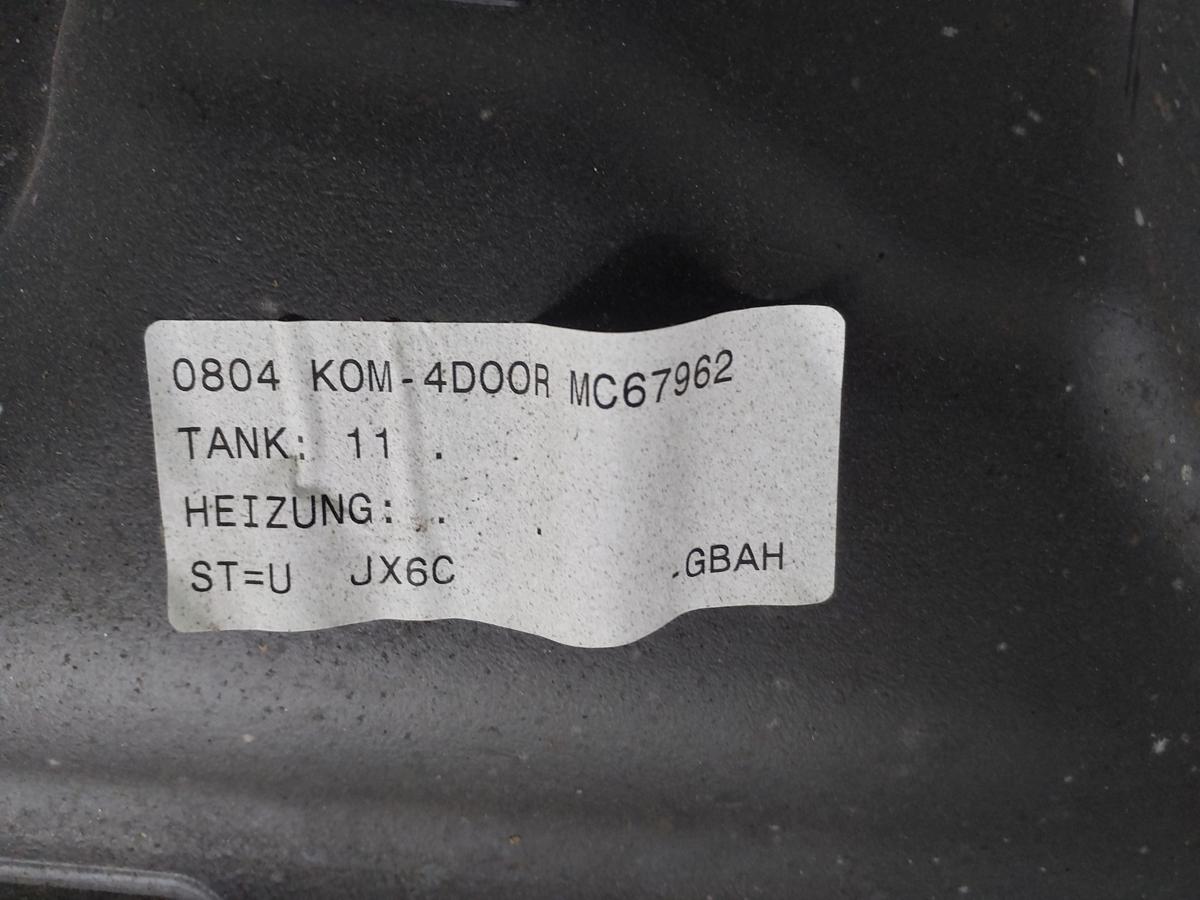 0804 KOM-4DOOR MC67962
TANK: 11 .
HEIZUNG: . . .
ST=U JX6C .GBAH